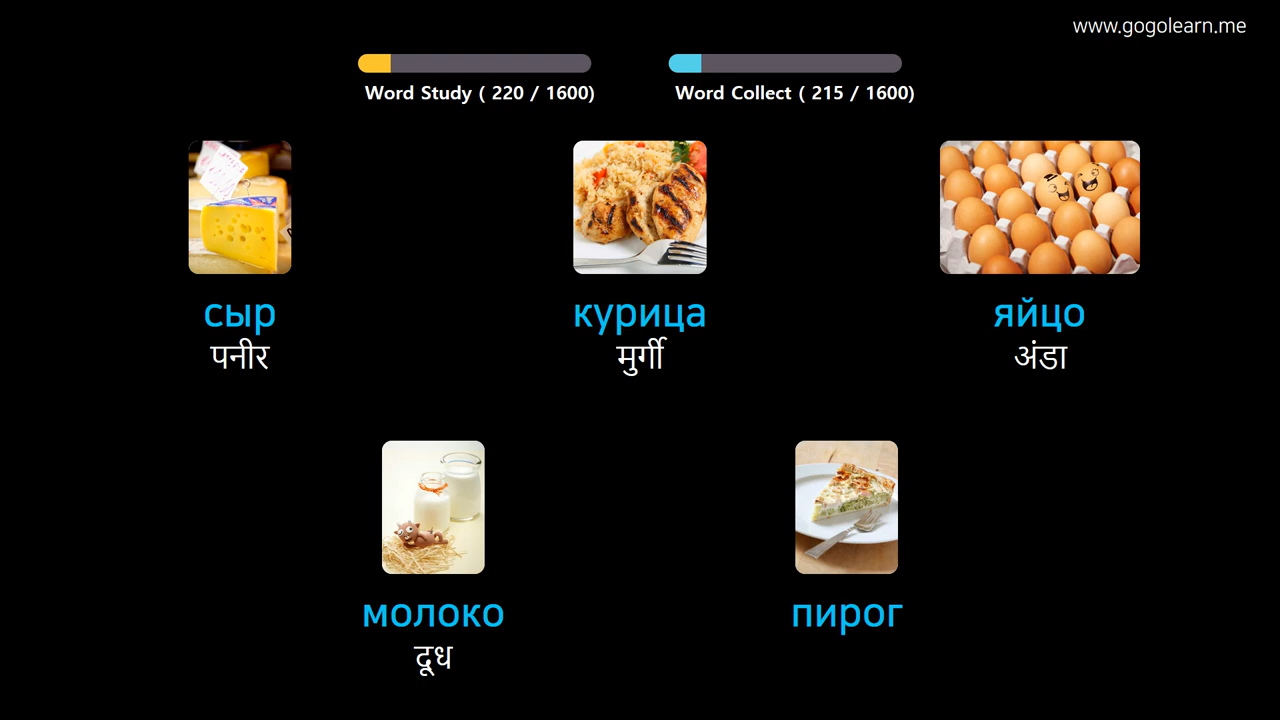 www.gogolearn.me
Word Study ( 220 / 1600)
Word Collect ( 215 / 1600)
сыр
पनीर
курица
मुर्गी
яйцо
अंडा
молоко
दूध
пирог